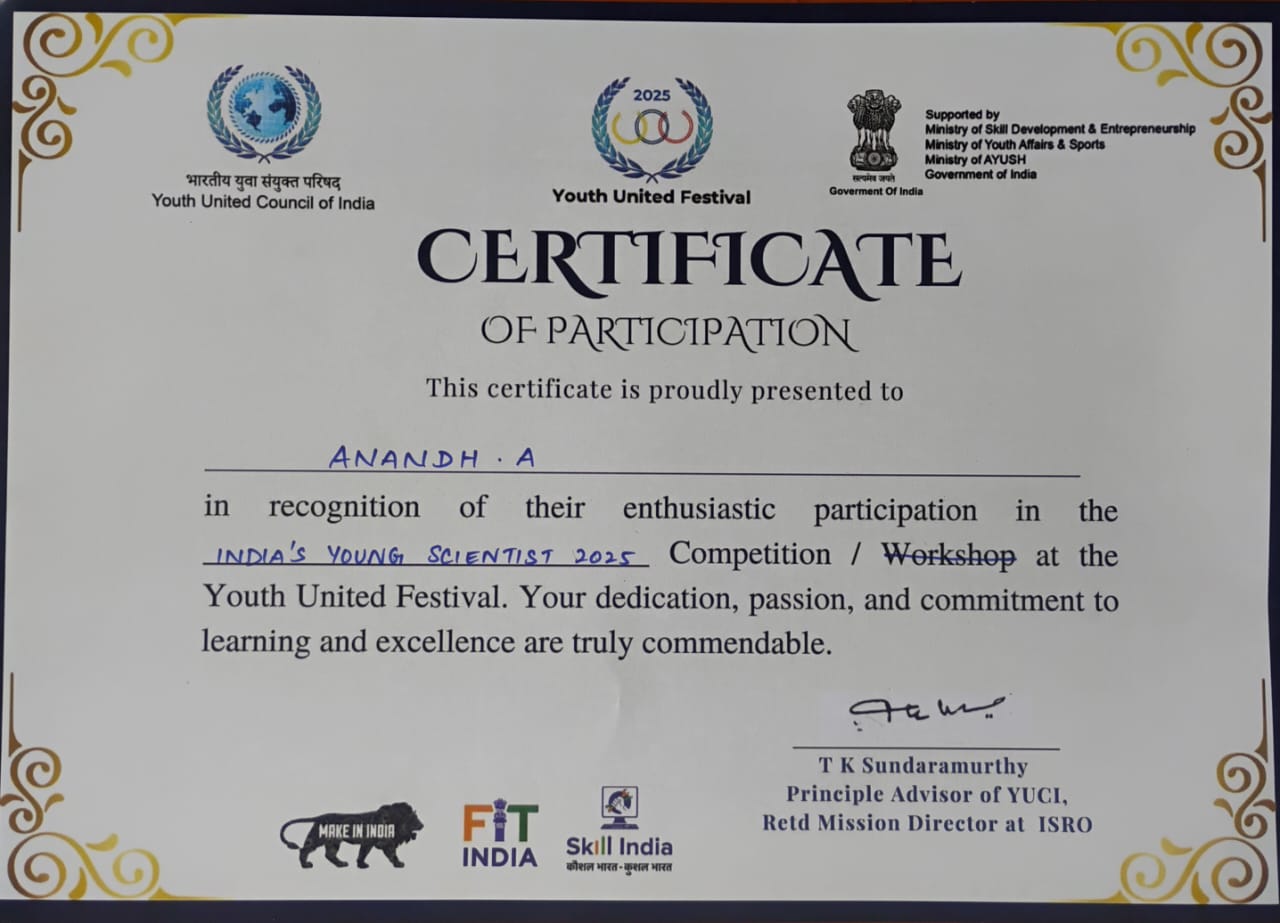 भारतीय युवा संयुक्त परिषद
Youth United Council of India
2025
Youth United Festival
सत्यमेव जयते
Goverment Of India
Supported by
Ministry of Skill Development & Entrepreneurship
Ministry of Youth Affairs & Sports
Ministry of AYUSH
Government of India
CERTIFICATE
OF PARTICIPATION
This certificate is proudly presented to
ANANDH . A
in recognition of their enthusiastic participation in the
INDIA'S YOUNG SCIENTIST 2025 Competition / Workshop at the
Youth United Festival. Your dedication, passion, and commitment to
learning and excellence are truly commendable.
T K Sundaramurthy
Principle Advisor of YUCI,
Retd Mission Director at ISRO
MAKE IN INDIA
FIT
INDIA
Skill India
कौशल भारत - कुशल भारत